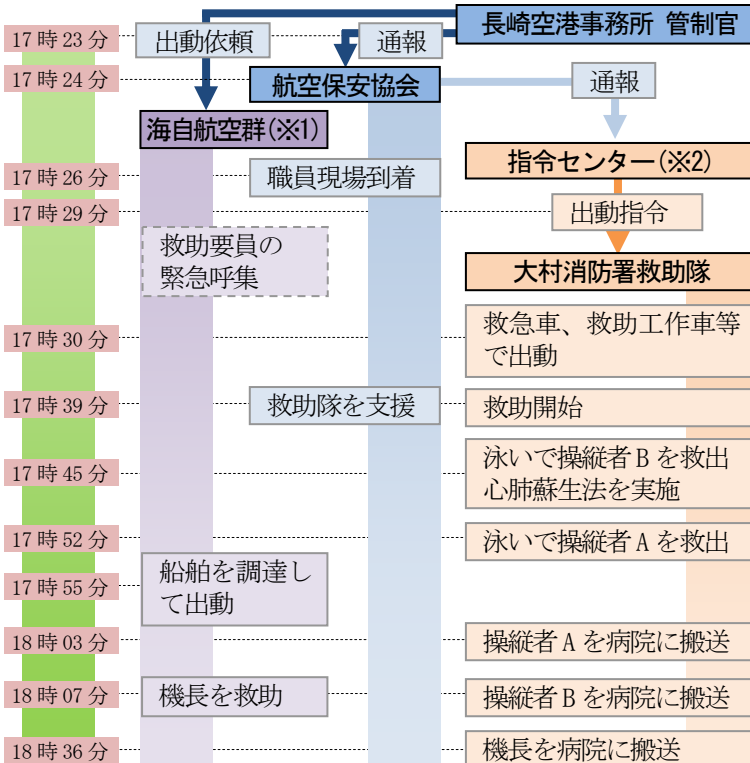 長崎空港事務所 管制官
17時23分
出動依頼
通報
17時24分
航空保安協会
通報
海自航空群(※1)
指令センター(※2)
17時26分
職員現場到着
17時29分
出動指令
救助要員の
緊急呼集
大村消防署救助隊
17時30分
救急車、救助工作車等
で出動
17時39分
救助隊を支援
救助開始
17時45分
泳いで操縦者Bを救出
心肺蘇生法を実施
17時52分
泳いで操縦者Aを救出
17時55分
船舶を調達し
て出動
18時03分
操縦者Aを病院に搬送
18時07分
機長を救助
操縦者Bを病院に搬送
18時36分
機長を病院に搬送